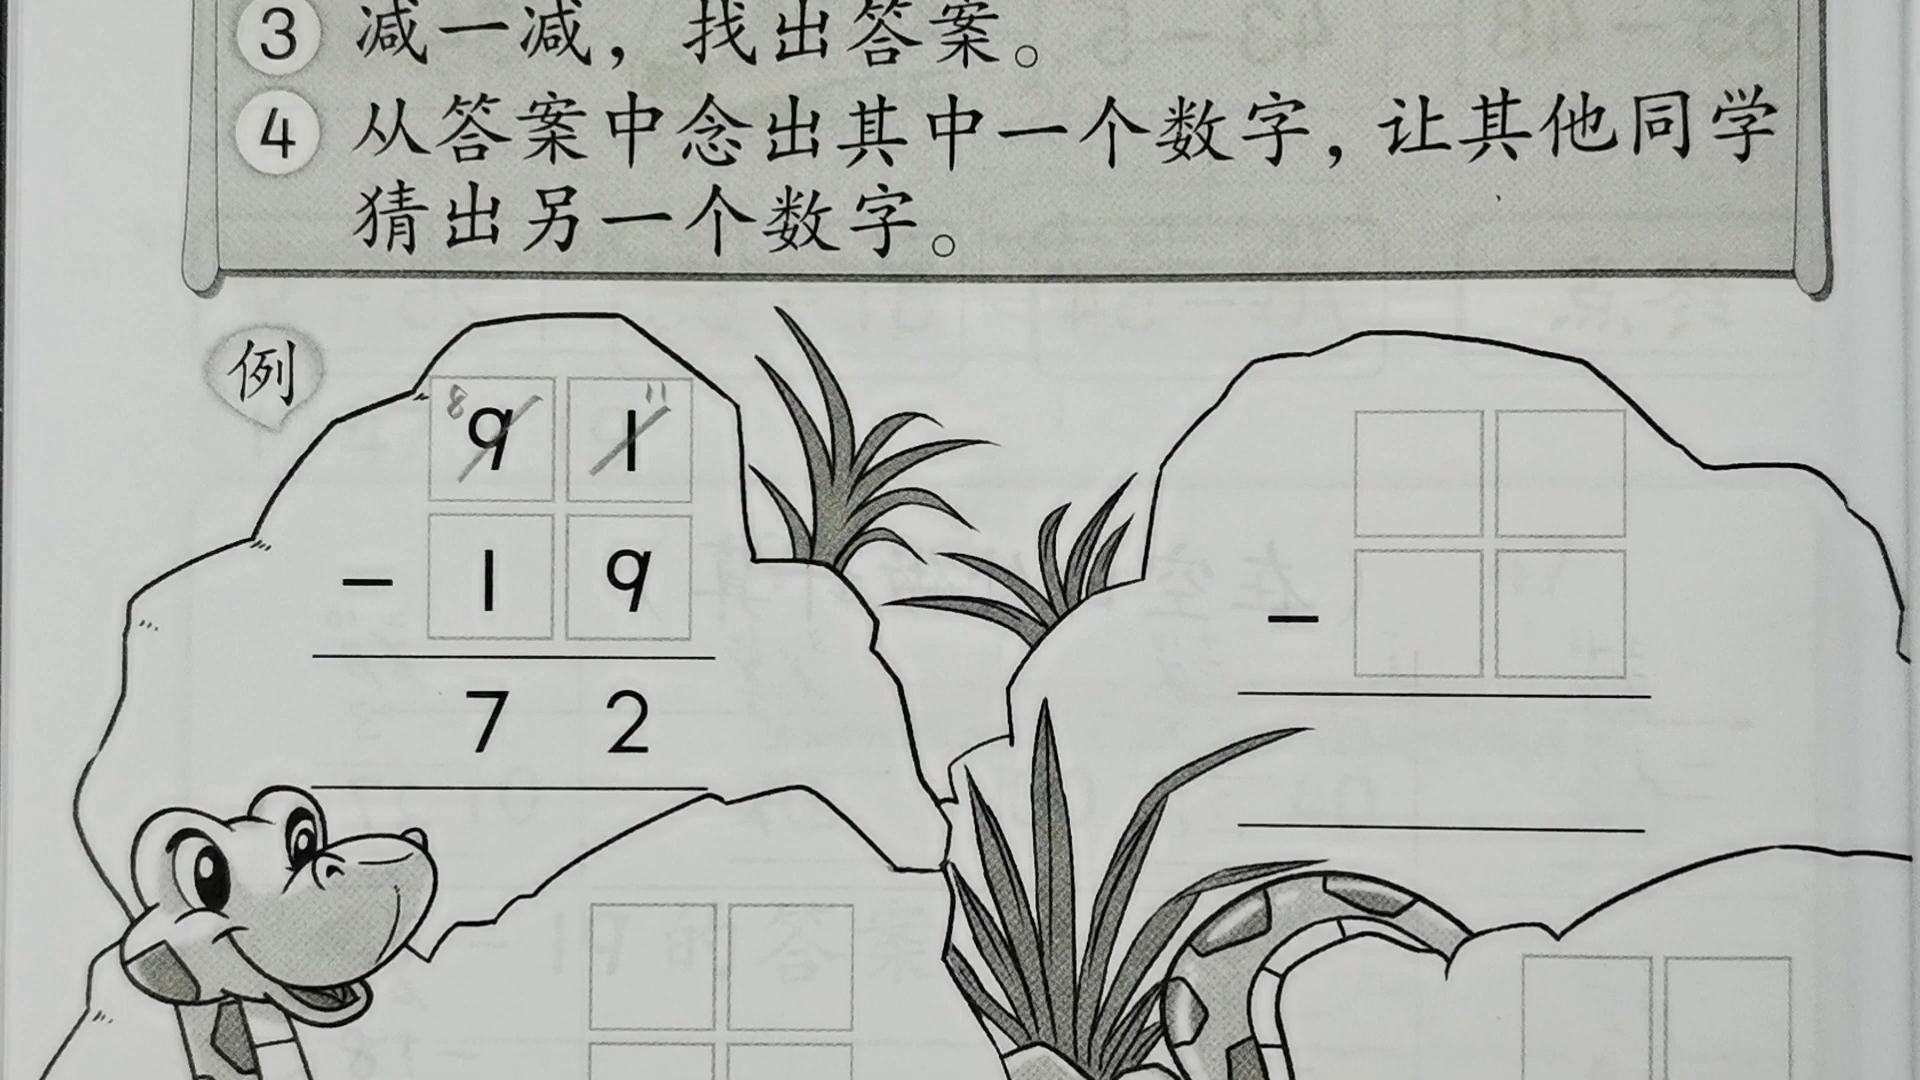 ③ 减一减，找出答案。
④ 从答案中念出其中一个数字，让其他同学
猜出另一个数字。
例
8 11
9 1
- 1 9
7 2
-